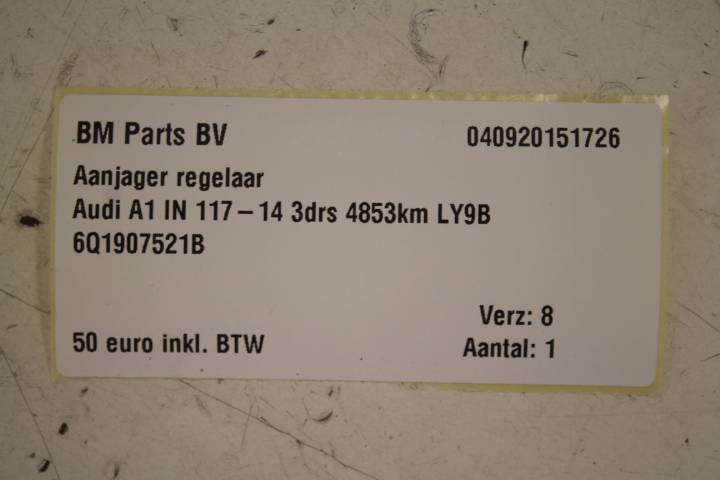 BM Parts BV 040920151726
Aanjager regelaar
Audi A1 IN 117 – 14 3drs 4853km LY9B
6Q1907521B
Verz: 8
50 euro inkl. BTW Aantal: 1